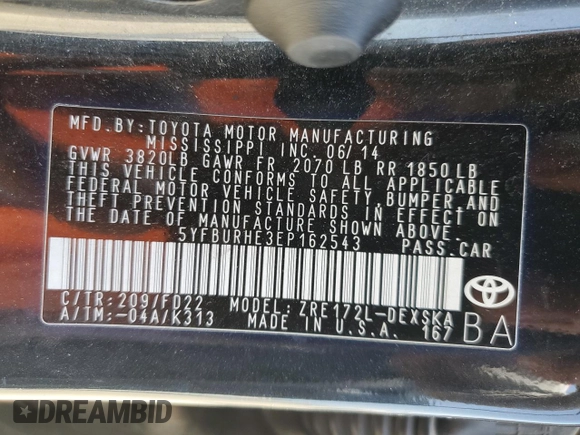 MFD. BY: TOYOTA MOTOR MANUFACTURING
MISSISSIPPI INC. 06/14
GVWR 3820LB GAWR FR 2070 LB RR 1850LB
THIS VEHICLE CONFORMS TO ALL APPLICABLE
FEDERAL MOTOR VEHICLE SAFETY, BUMPER AND
THEFT PREVENTION STANDARDS IN EFFECT ON
THE DATE OF MANUFACTURE SHOWN ABOVE.
5YFBURHE3EP162543 PASS.CAR
C/TR:209/FD22 MODEL: ZRE172L-DEXSKA
A/TM:-04A/K313 MADE IN U.S.A. 167
BA
DREAMBID